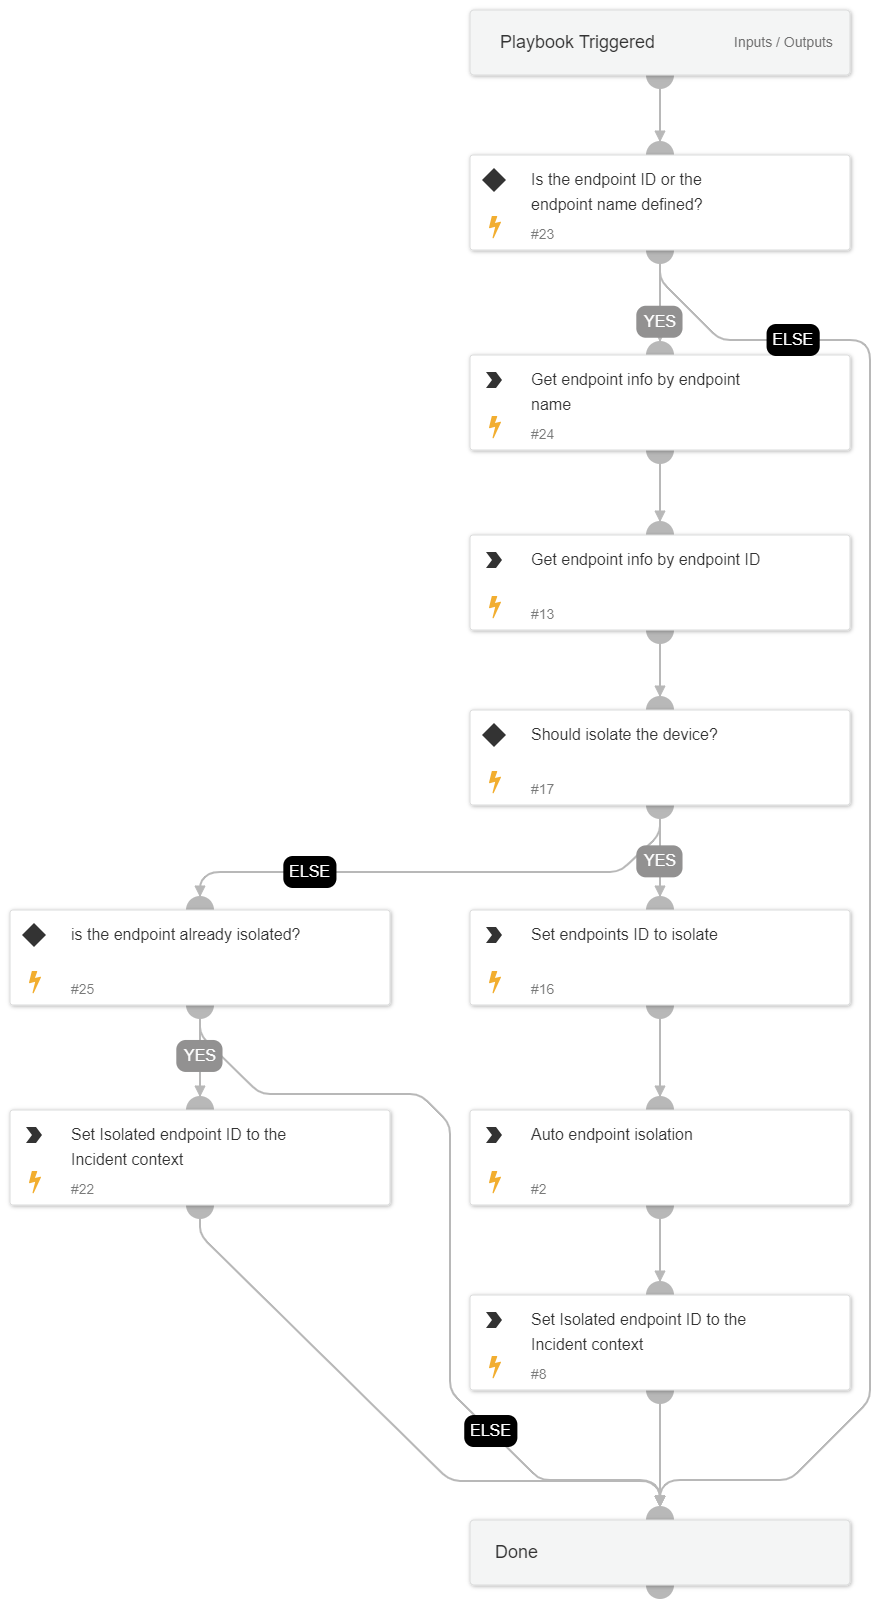 Playbook Triggered
Inputs / Outputs
Is the endpoint ID or the
endpoint name defined?
#23
YES
ELSE
Get endpoint info by endpoint
name
#24
Get endpoint info by endpoint ID
#13
Should isolate the device?
#17
ELSE
YES
is the endpoint already isolated?
#25
Set endpoints ID to isolate
#16
YES
Set Isolated endpoint ID to the
Incident context
#22
Auto endpoint isolation
#2
Set Isolated endpoint ID to the
Incident context
#8
ELSE
Done